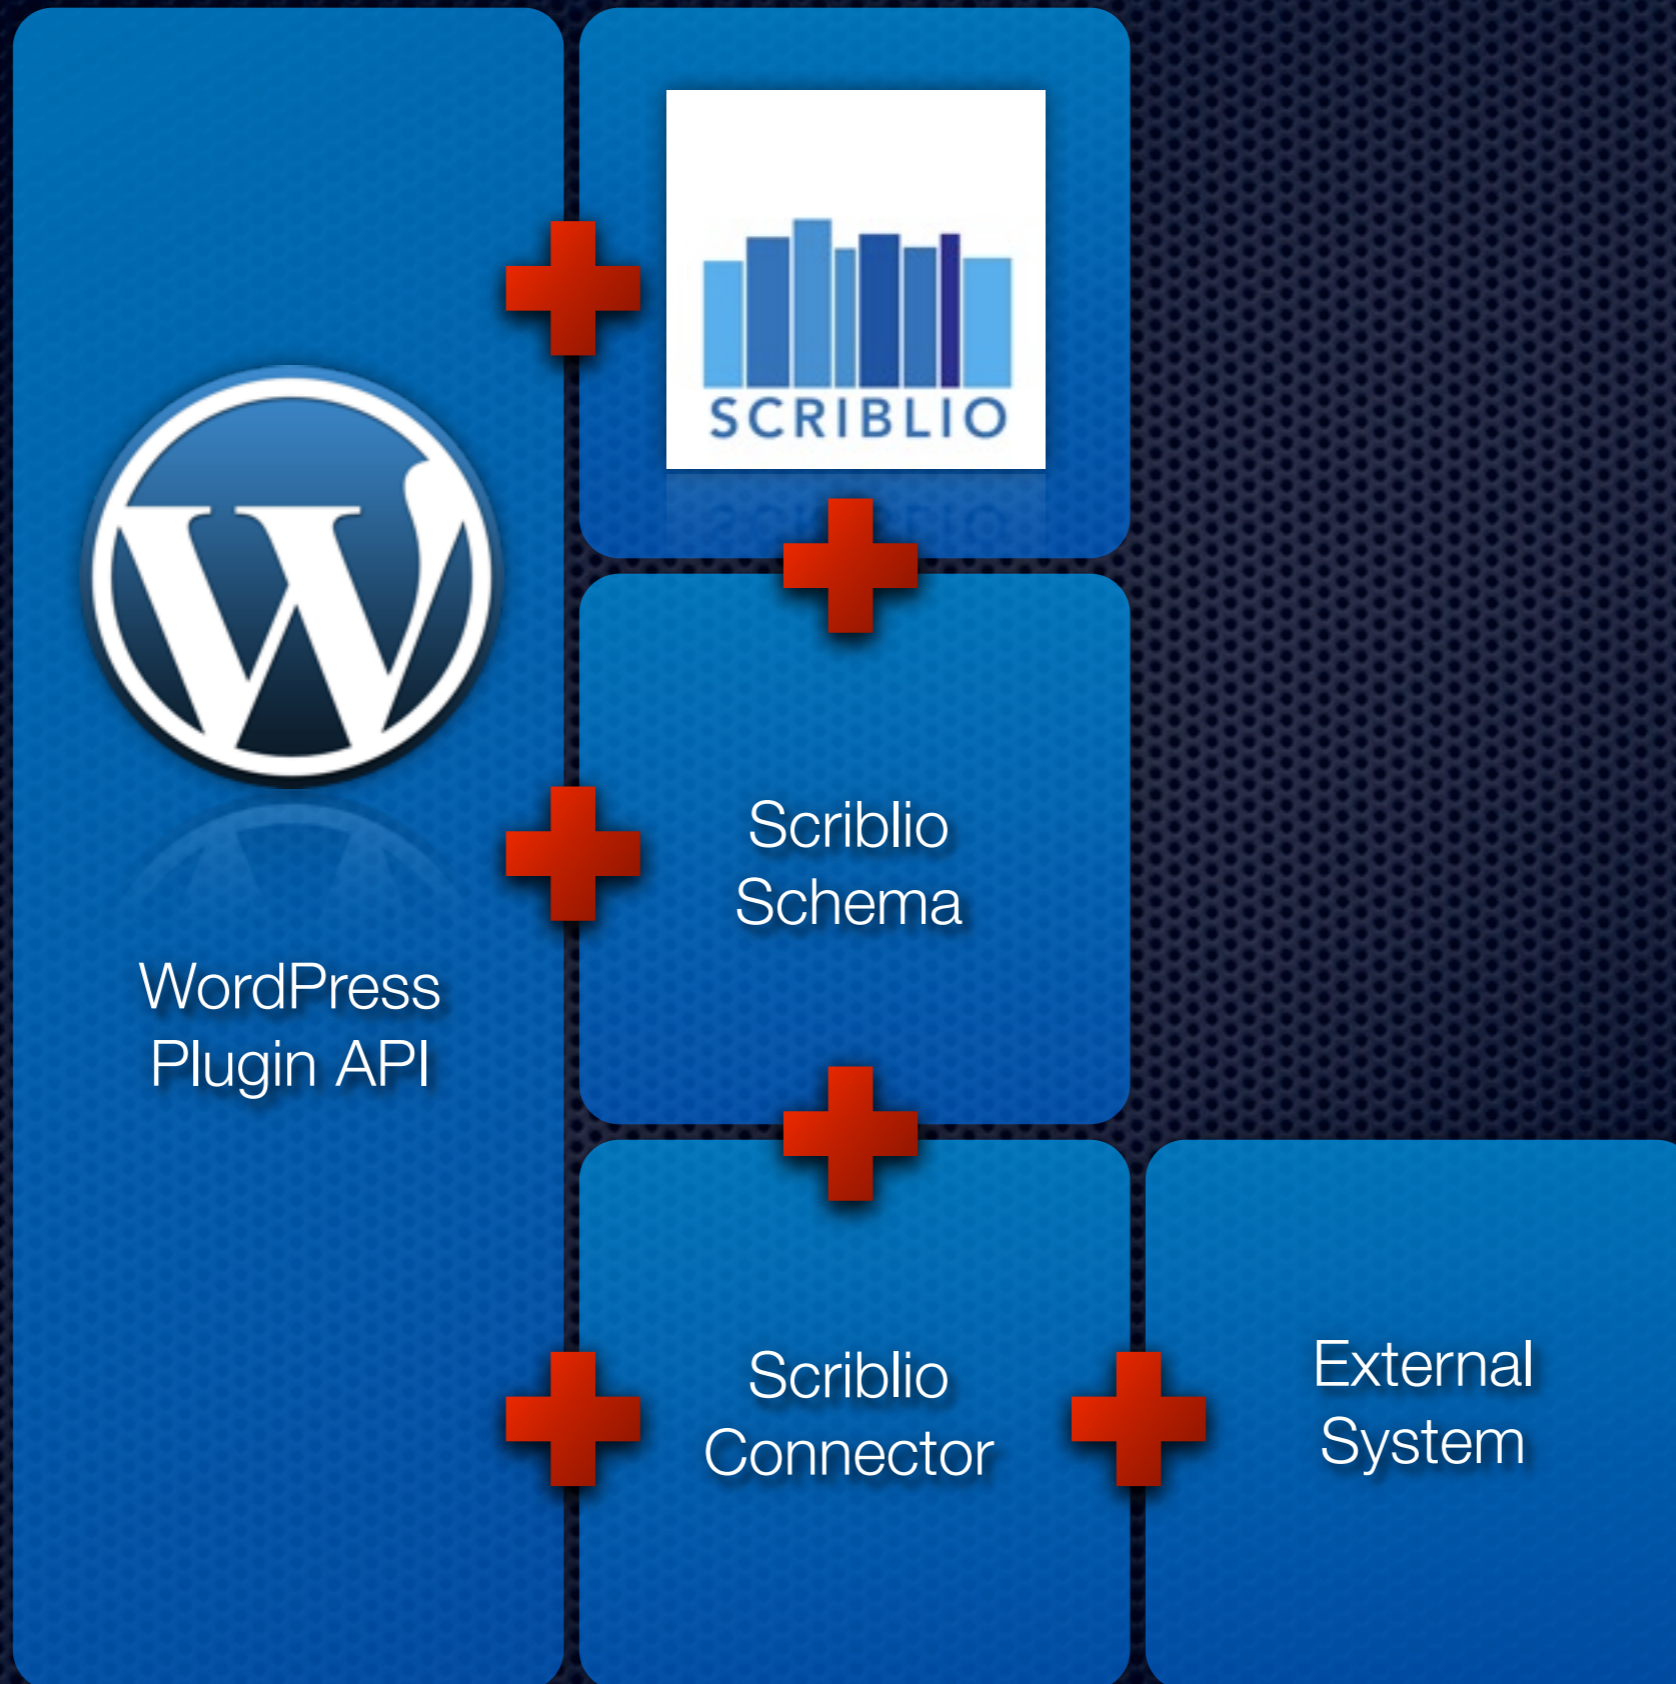 SCRIBLIO
WordPress
Plugin API
Scriblio
Schema
Scriblio
Connector
External
System